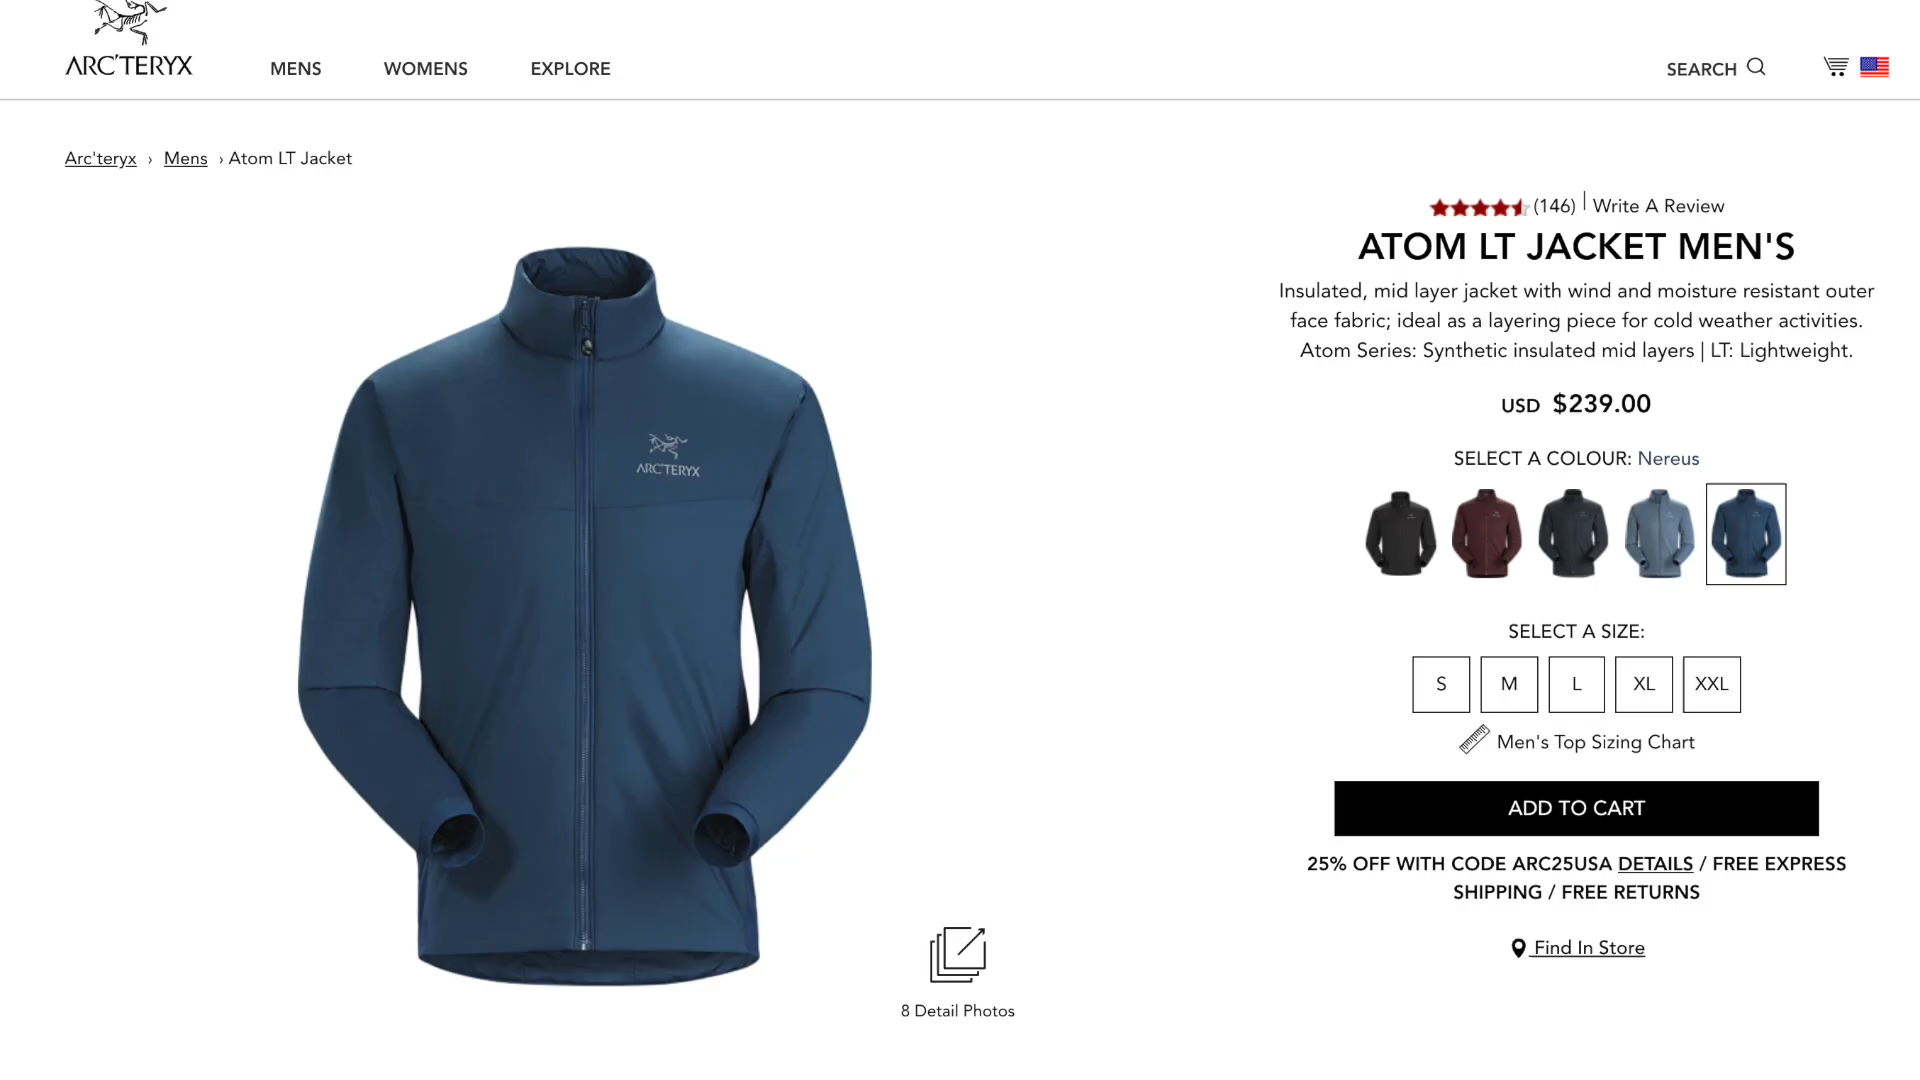 ARC'TERYX
MENS
WOMENS
EXPLORE
SEARCH
Arc'teryx › Mens › Atom LT Jacket
(146) | Write A Review
ATOM LT JACKET MEN'S
Insulated, mid layer jacket with wind and moisture resistant outer
face fabric; ideal as a layering piece for cold weather activities.
Atom Series: Synthetic insulated mid layers | LT: Lightweight.
USD $239.00
ARC'TERYX
SELECT A COLOUR: Nereus
SELECT A SIZE:
S
M
L
XL
XXL
Men's Top Sizing Chart
ADD TO CART
25% OFF WITH CODE ARC25USA DETAILS / FREE EXPRESS
SHIPPING / FREE RETURNS
Find In Store
8 Detail Photos